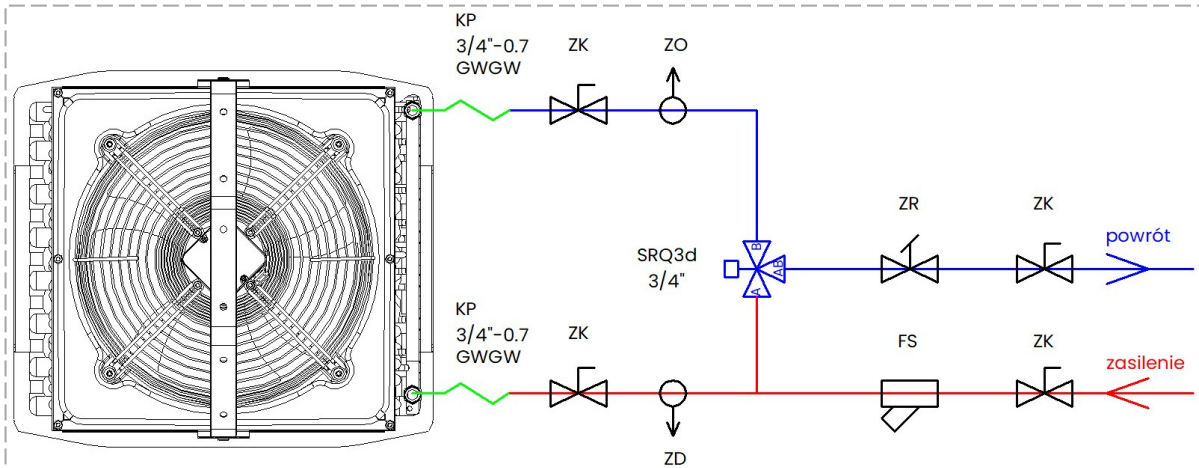 KP
3/4"-0.7
GWGW
ZK
ZO
SRQ3d
3/4"
B
AB
A
ZR
ZK
powrót
KP
3/4"-0.7
GWGW
ZK
ZD
FS
ZK
zasilenie